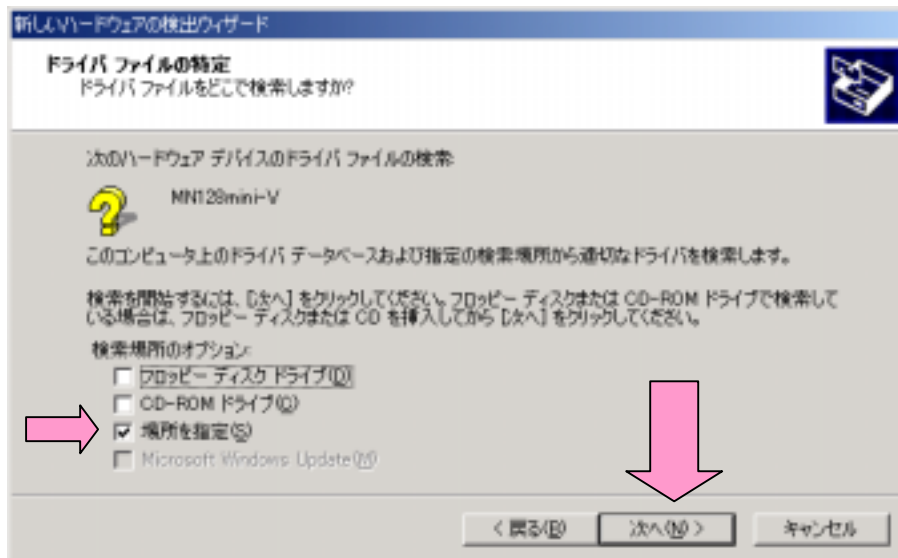 新しいハードウェアの検出ウィザード
ドライバ ファイルの特定
ドライバ ファイルをどこで検索しますか?
次のハードウェア デバイスのドライバ ファイルの検索:
MN128mini-V
このコンピュータ上のドライバ データベースおよび指定の検索場所から適切なドライバを検索します。
検索を開始するには、[次へ] をクリックしてください。フロッピー ディスクまたは CD-ROM ドライブで検索して
いる場合は、フロッピー ディスクまたは CD を挿入してから [次へ] をクリックしてください。
検索場所のオプション:
フロッピー ディスク ドライブ(D)
CD-ROM ドライブ(C)
場所を指定(S)
Microsoft Windows Update(M)
< 戻る(B)
次へ(N) >
キャンセル